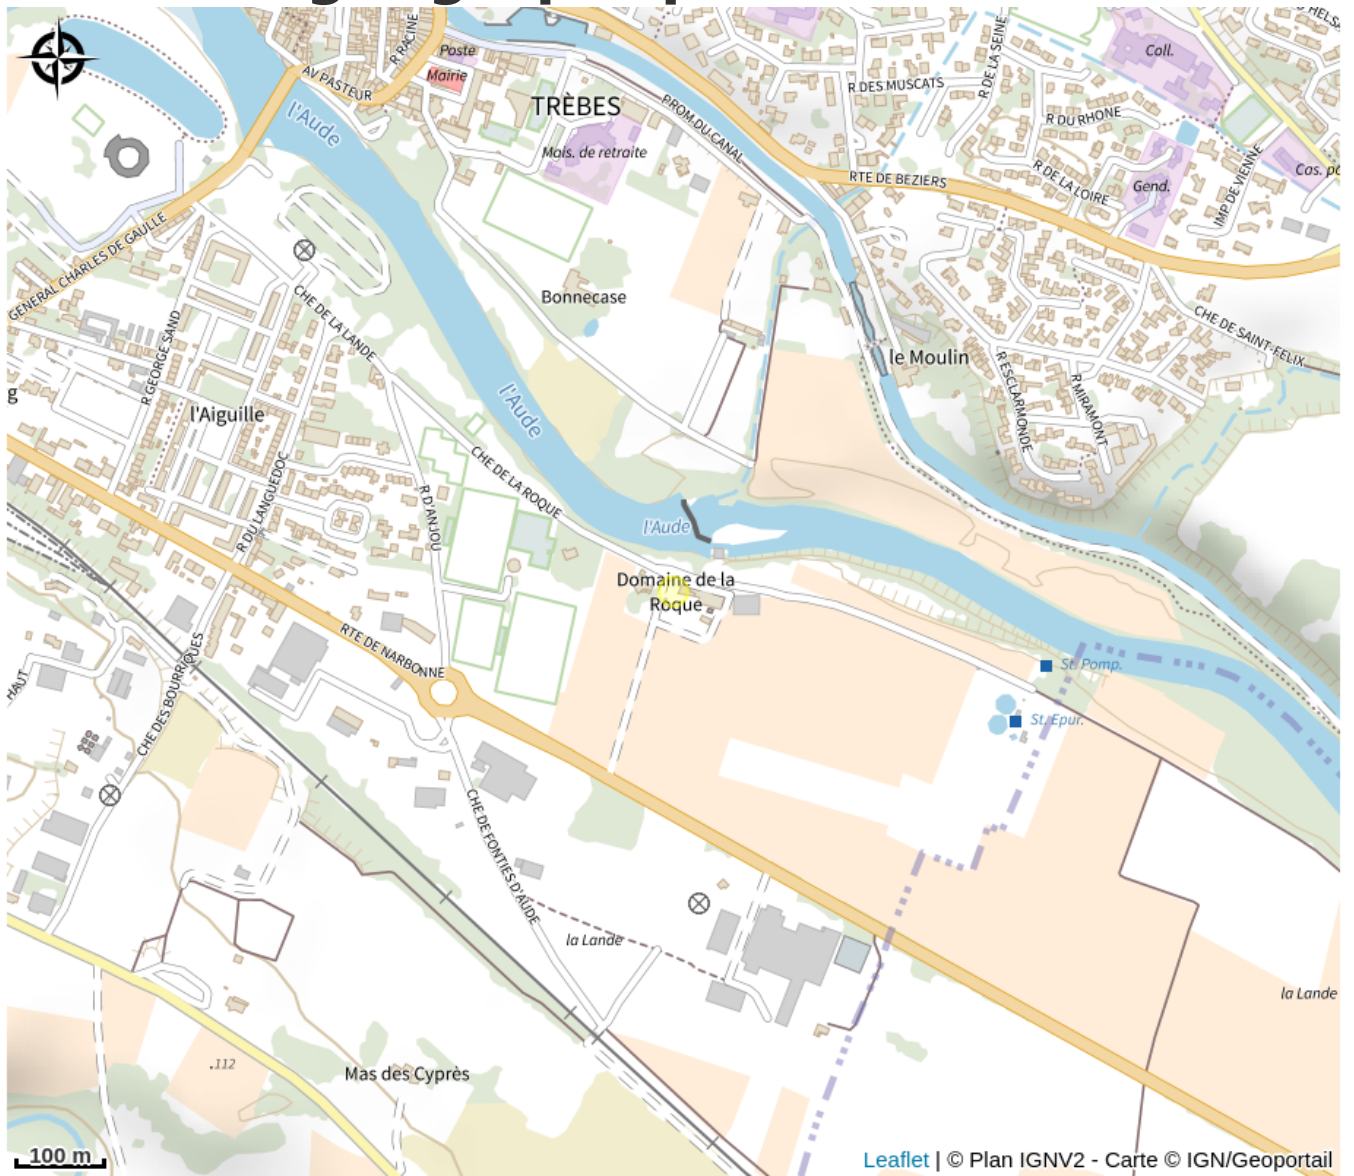 Poste
Mairie
R RACINE
AV PASTEUR
TRÈBES
l'Aude
Mais. de retraite
PROM DU CANAL
R DES MUSCATS
R DE LA SEINE
Coll.
R DU RHONE
R DE LA LOIRE
Gend.
IMP DE VIENNE
RTE DE BEZIERS
GENERAL CHARLES DE GAULLE
Bonnecase
CHE DE LA LANDE
R GEORGE SAND
le Moulin
CHE DE SAINT-FELIX
R ESCLARMONDE
R MIRAMONT
l'Aiguille
l'Aude
CHE DE LA ROQUE
R D'ANJOU
R DU LANGUEDOC
l'Aude
Domaine de la
Roque
RTE DE NARBONNE
CHE DES BOURRIQUES
HAUT
St. Pomp.
St. Epur.
CHE DE FONTIES D'AUDE
la Lande
la Lande
.112
Mas des Cyprès
100 m
Leaflet | © Plan IGNV2 - Carte © IGN/Geoportail